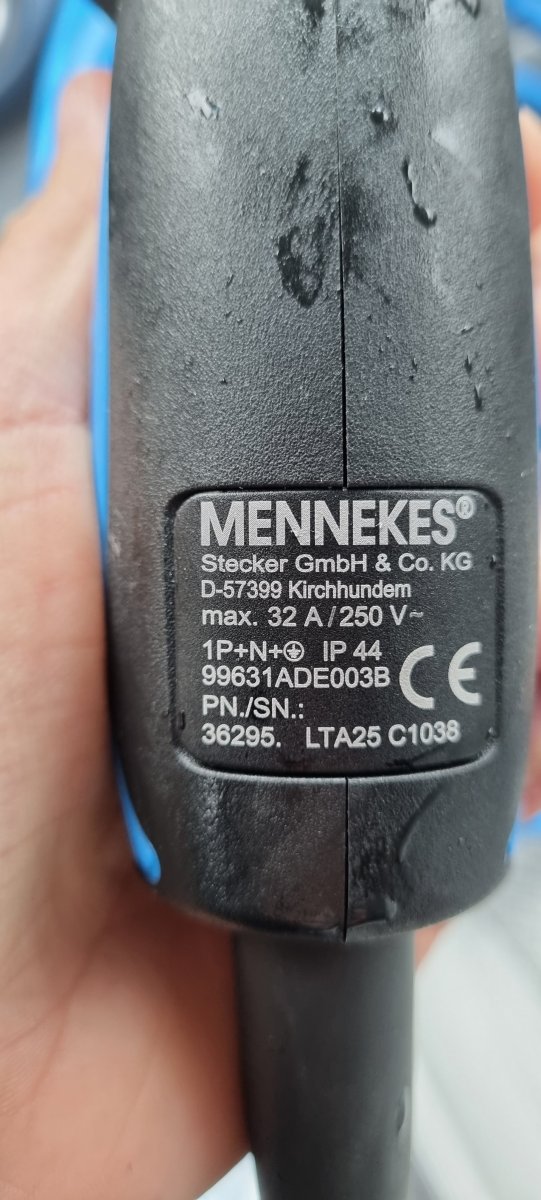 MENNEKES®
Stecker GmbH & Co. KG
D-57399 Kirchhundem
max. 32 A/250 V~
1P+N+⏚ IP 44
99631ADE003B CE
PN./SN.:
36295. LTA25 C1038